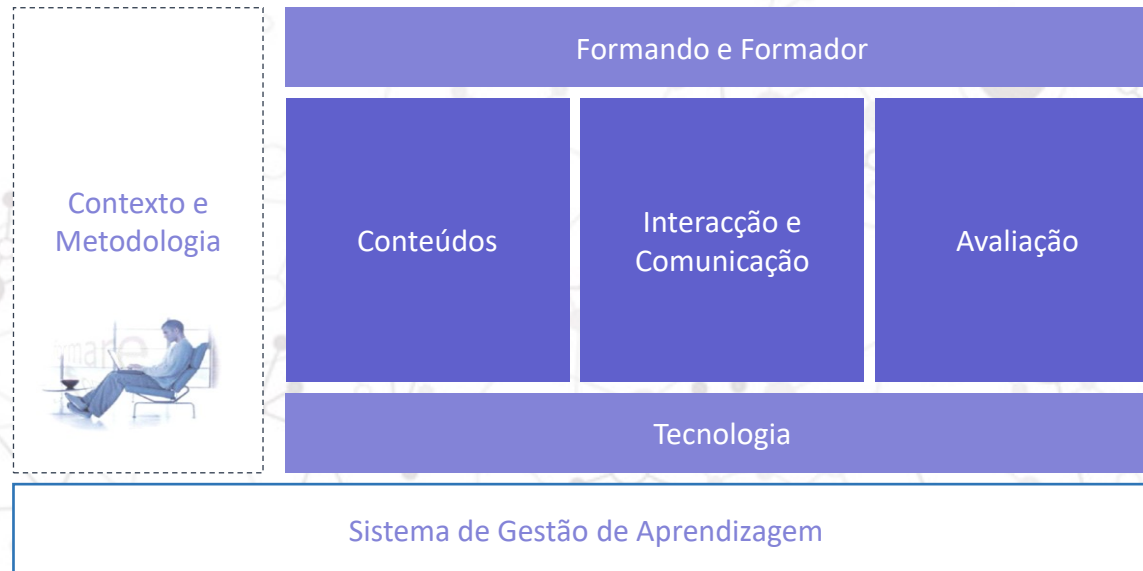 Formando e Formador
Contexto e
Metodologia
Conteúdos
Interacção e
Comunicação
Avaliação
Tecnologia
Sistema de Gestão de Aprendizagem